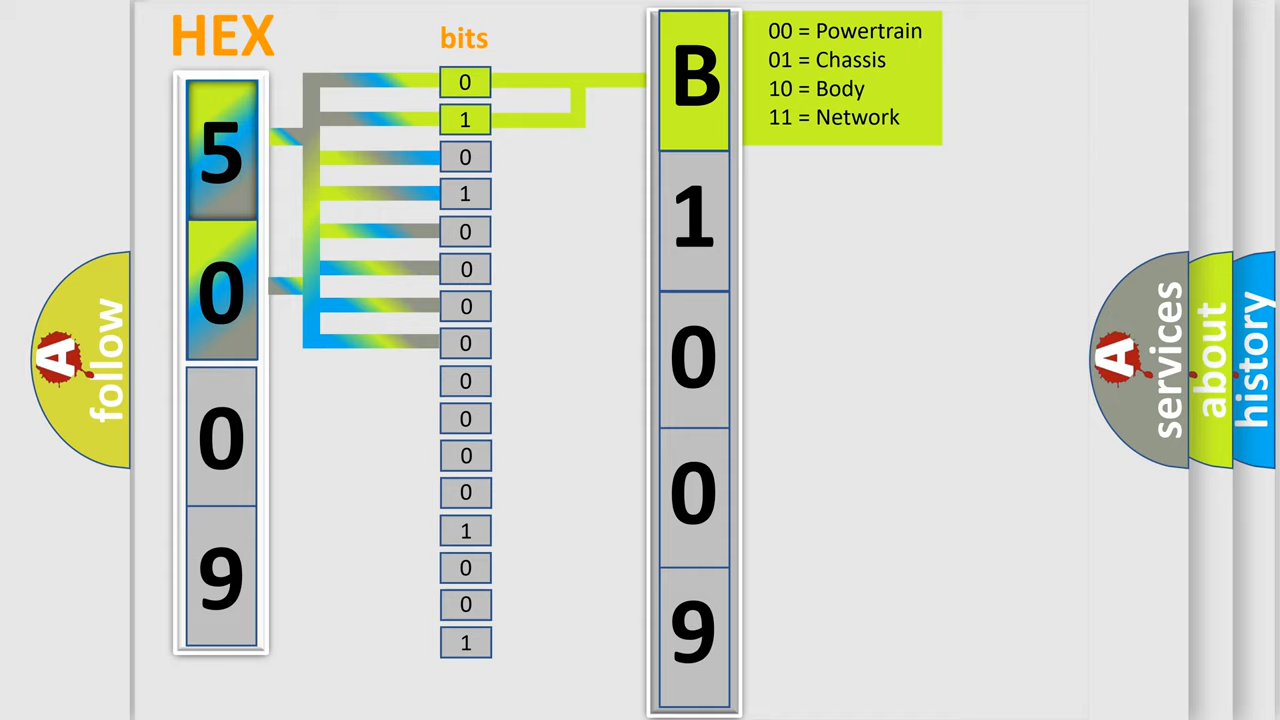 HEX
bits
5
0
0
9
0
1
0
1
0
0
0
0
0
0
0
0
1
0
0
1
B
1
0
0
9
00 = Powertrain
01 = Chassis
10 = Body
11 = Network
A
follow
A
services
about
history